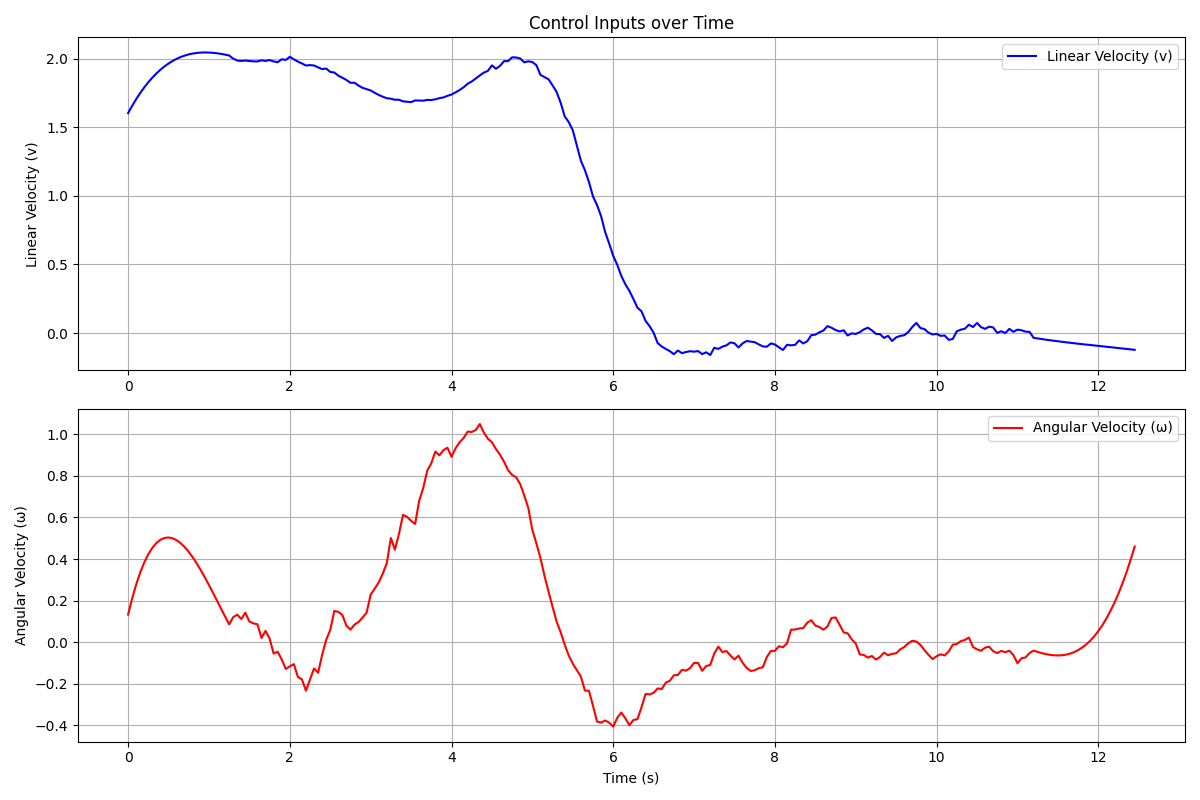 Control Inputs over Time
Linear Velocity (v)
2.0
1.5
1.0
0.5
0.0
Linear Velocity (v)
0 2 4 6 8 10 12
Angular Velocity (ω)
1.0
0.8
0.6
0.4
0.2
0.0
−0.2
−0.4
Angular Velocity (ω)
0 2 4 6 8 10 12
Time (s)